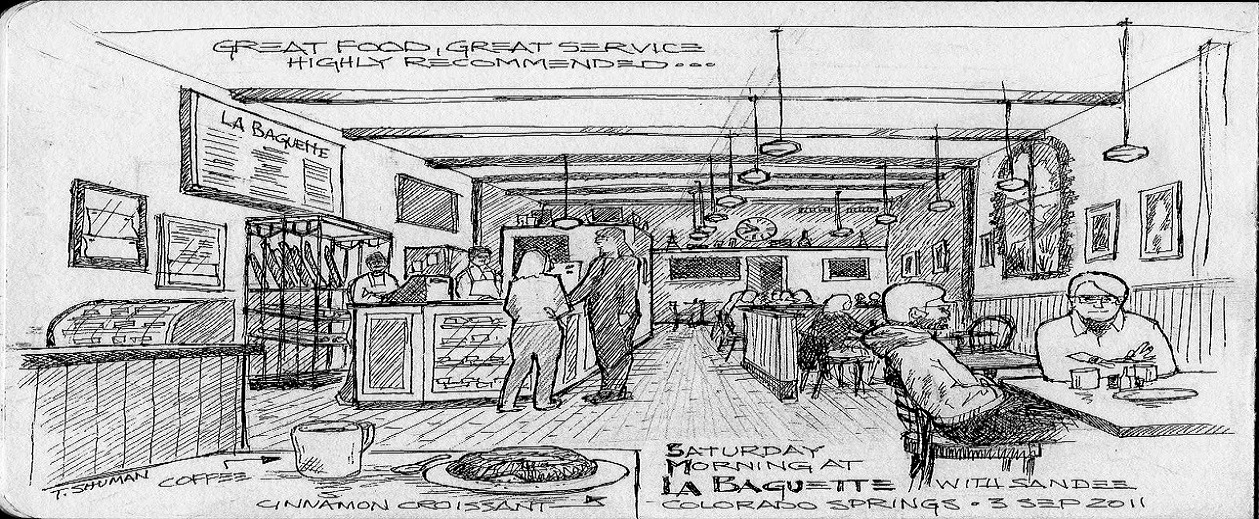 GREAT FOOD, GREAT SERVICE
HIGHLY RECOMMENDED...
LA BAGUETTE
T. SHUMAN
COFFEE
CINNAMON CROISSANT
SATURDAY
MORNING AT
LA BAGUETTE WITH SANDEE
COLORADO SPRINGS • 3 SEP 2011